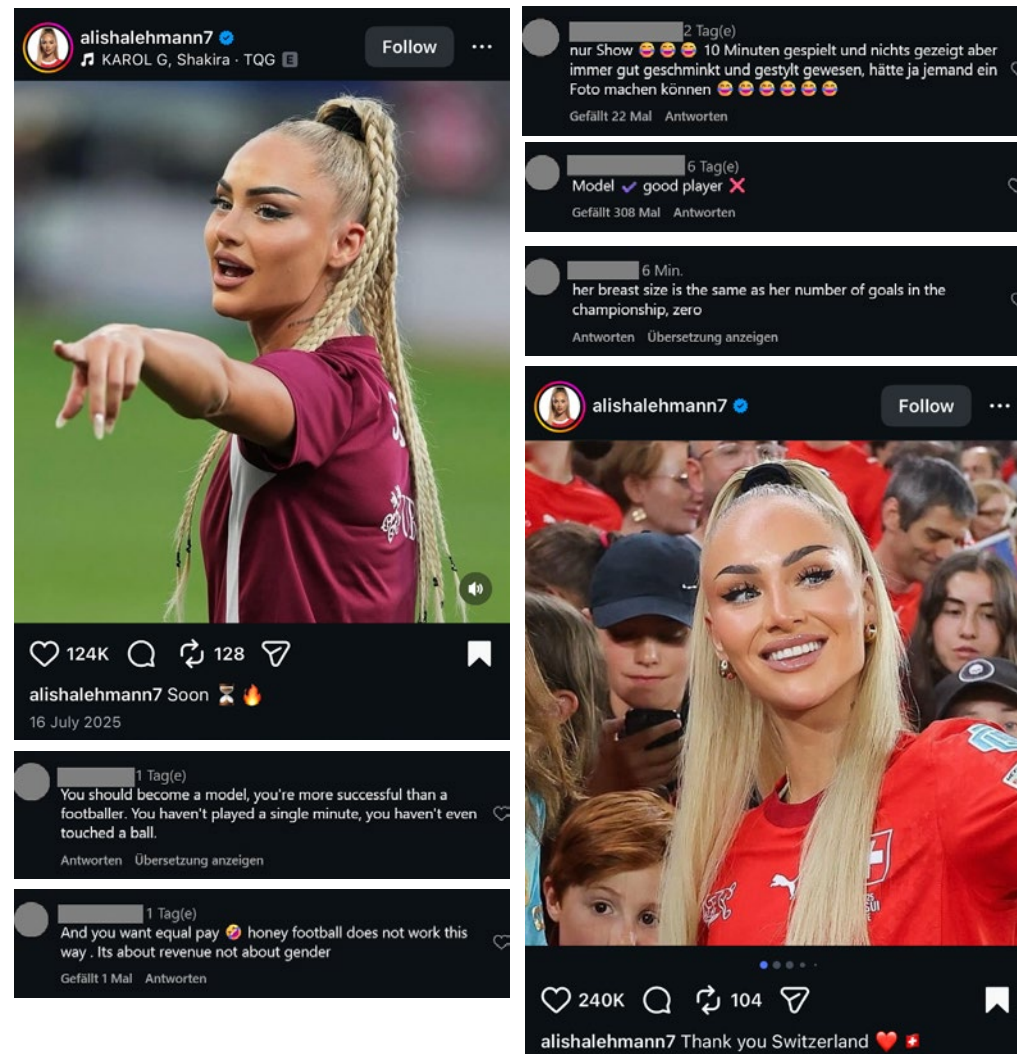 alishalehmann7
KAROL G, Shakira · TQG E
Follow
124K 128
alishalehmann7 Soon ⏳🔥
16 July 2025
1 Tag(e)
You should become a model, you're more successful than a
footballer. You haven't played a single minute, you haven't even
touched a ball.
Antworten Übersetzung anzeigen
1 Tag(e)
And you want equal pay 🤣 honey football does not work this
way . Its about revenue not about gender
Gefällt 1 Mal Antworten
2 Tag(e)
nur Show 😂😂😂 10 Minuten gespielt und nichts gezeigt aber
immer gut geschminkt und gestylt gewesen, hätte ja jemand ein
Foto machen können 😂😂😂😂😂😂
Gefällt 22 Mal Antworten
6 Tag(e)
Model ✔️ good player ❌
Gefällt 308 Mal Antworten
6 Min.
her breast size is the same as her number of goals in the
championship, zero
Antworten Übersetzung anzeigen
alishalehmann7
Follow
240K 104
alishalehmann7 Thank you Switzerland ❤️🇨🇭